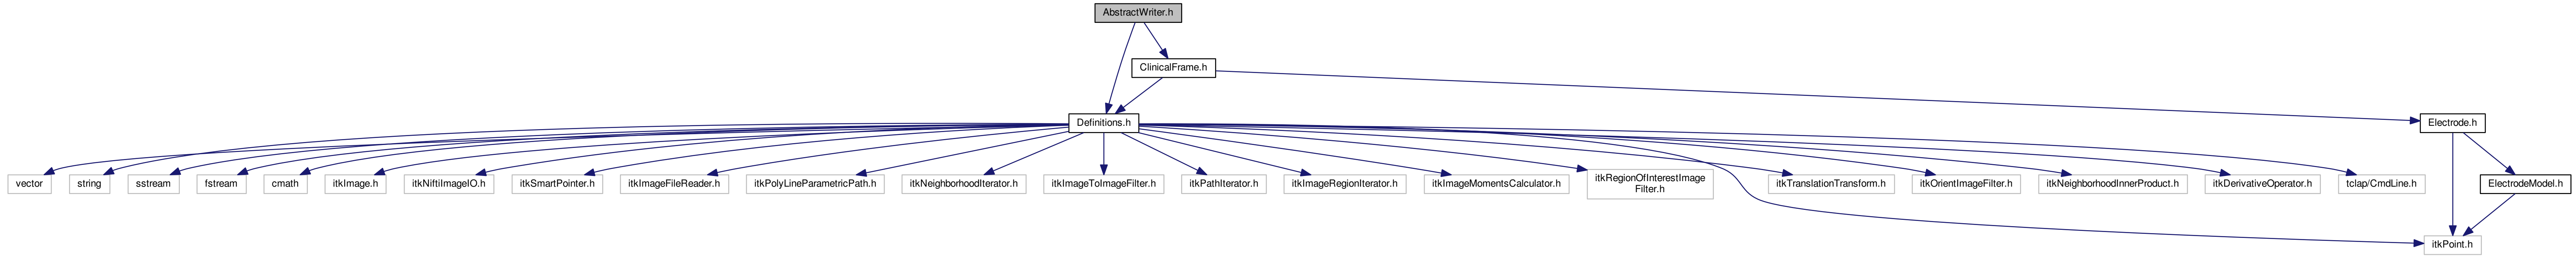 AbstractWriter.h
ClinicalFrame.h
Definitions.h
Electrode.h
vector
string
sstream
fstream
cmath
itkImage.h
itkNiftiImageIO.h
itkSmartPointer.h
itkImageFileReader.h
itkPolyLineParametricPath.h
itkNeighborhoodIterator.h
itkImageToImageFilter.h
itkPathIterator.h
itkImageRegionIterator.h
itkImageMomentsCalculator.h
itkRegionOfInterestImage
Filter.h
itkTranslationTransform.h
itkOrientImageFilter.h
itkNeighborhoodInnerProduct.h
itkDerivativeOperator.h
tclap/CmdLine.h
ElectrodeModel.h
itkPoint.h